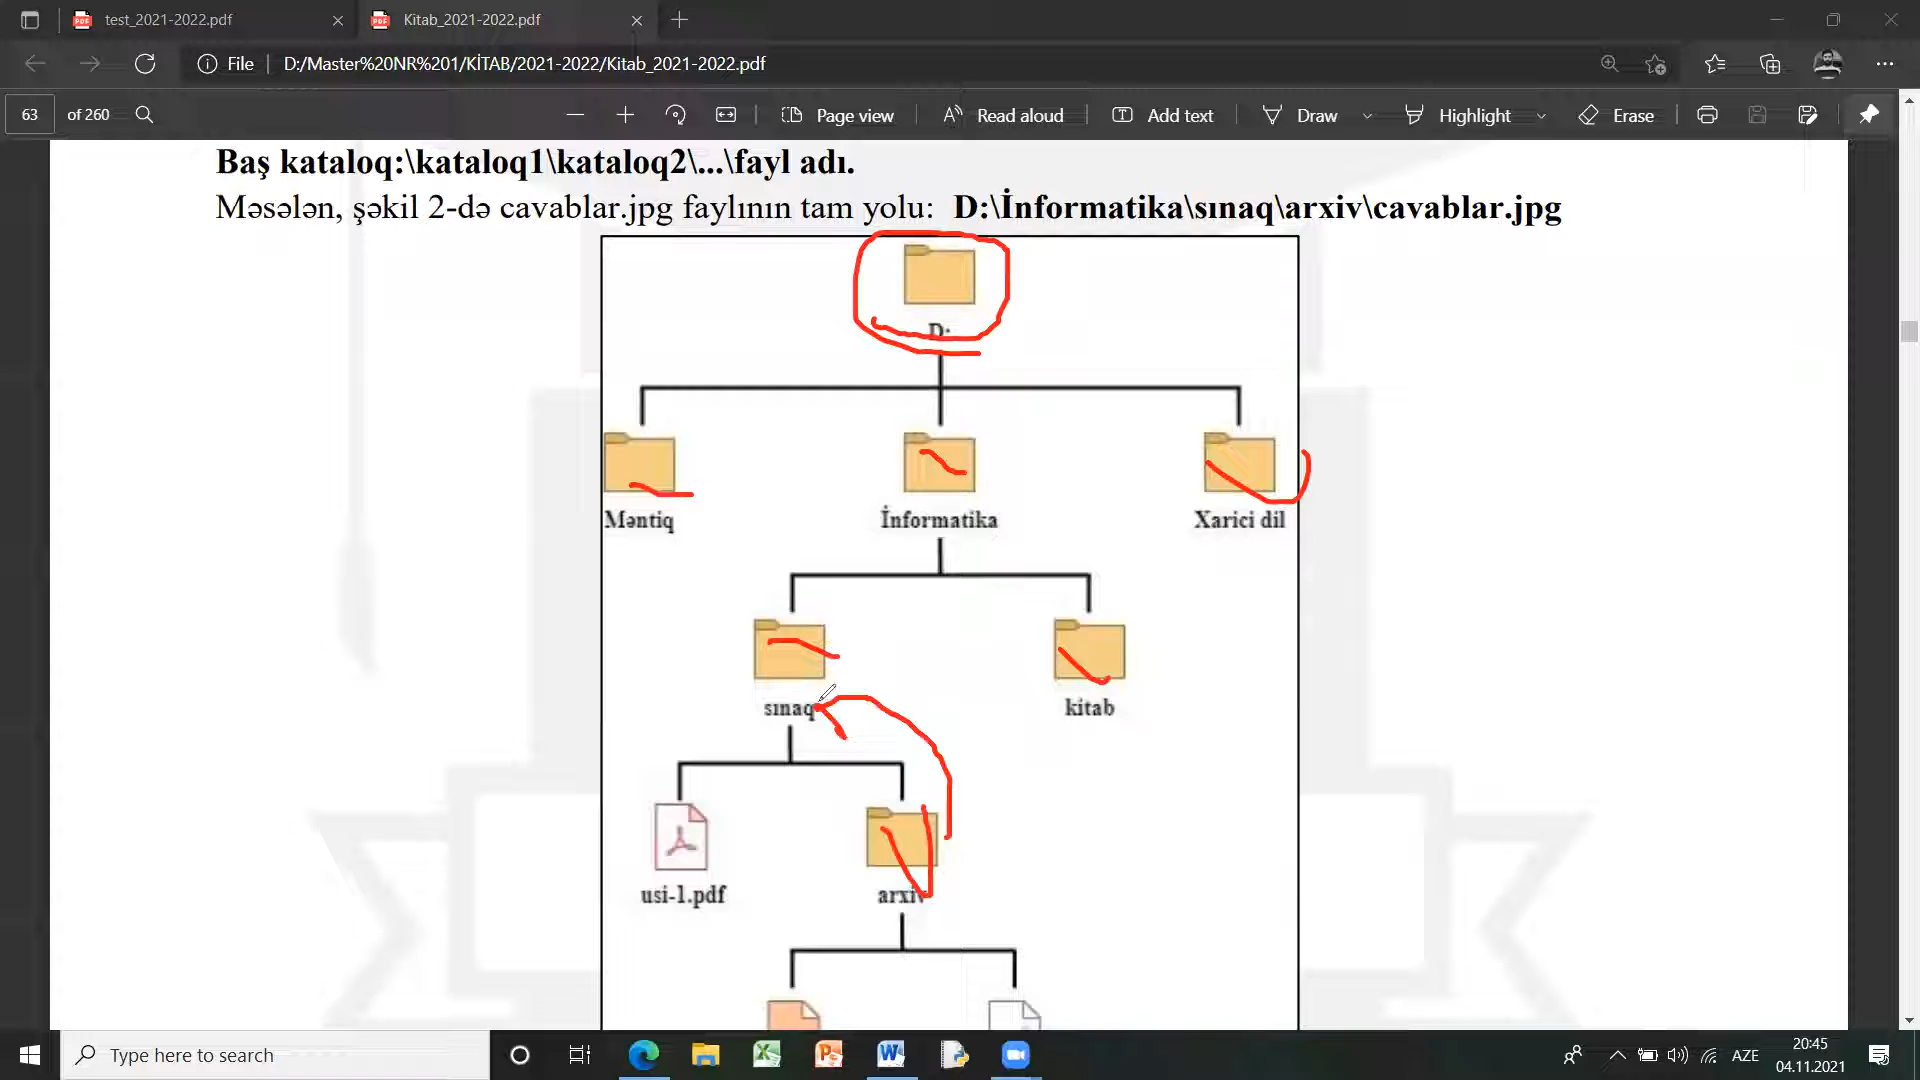 test_2021-2022.pdf
Kitab_2021-2022.pdf
File
D:/Master%20NR%201/KİTAB/2021-2022/Kitab_2021-2022.pdf
63 of 260
Page view
Read aloud
Add text
Draw
Highlight
Erase
Baş kataloq:\kataloq1\kataloq2\...\fayl adı.
Məsələn, şəkil 2-də cavablar.jpg faylının tam yolu: D:\İnformatika\sınaq\arxiv\cavablar.jpg
D:
Məntiq
İnformatika
Xarici dil
sınaq
kitab
usi-1.pdf
arxiv
Type here to search
AZE
20:45
04.11.2021